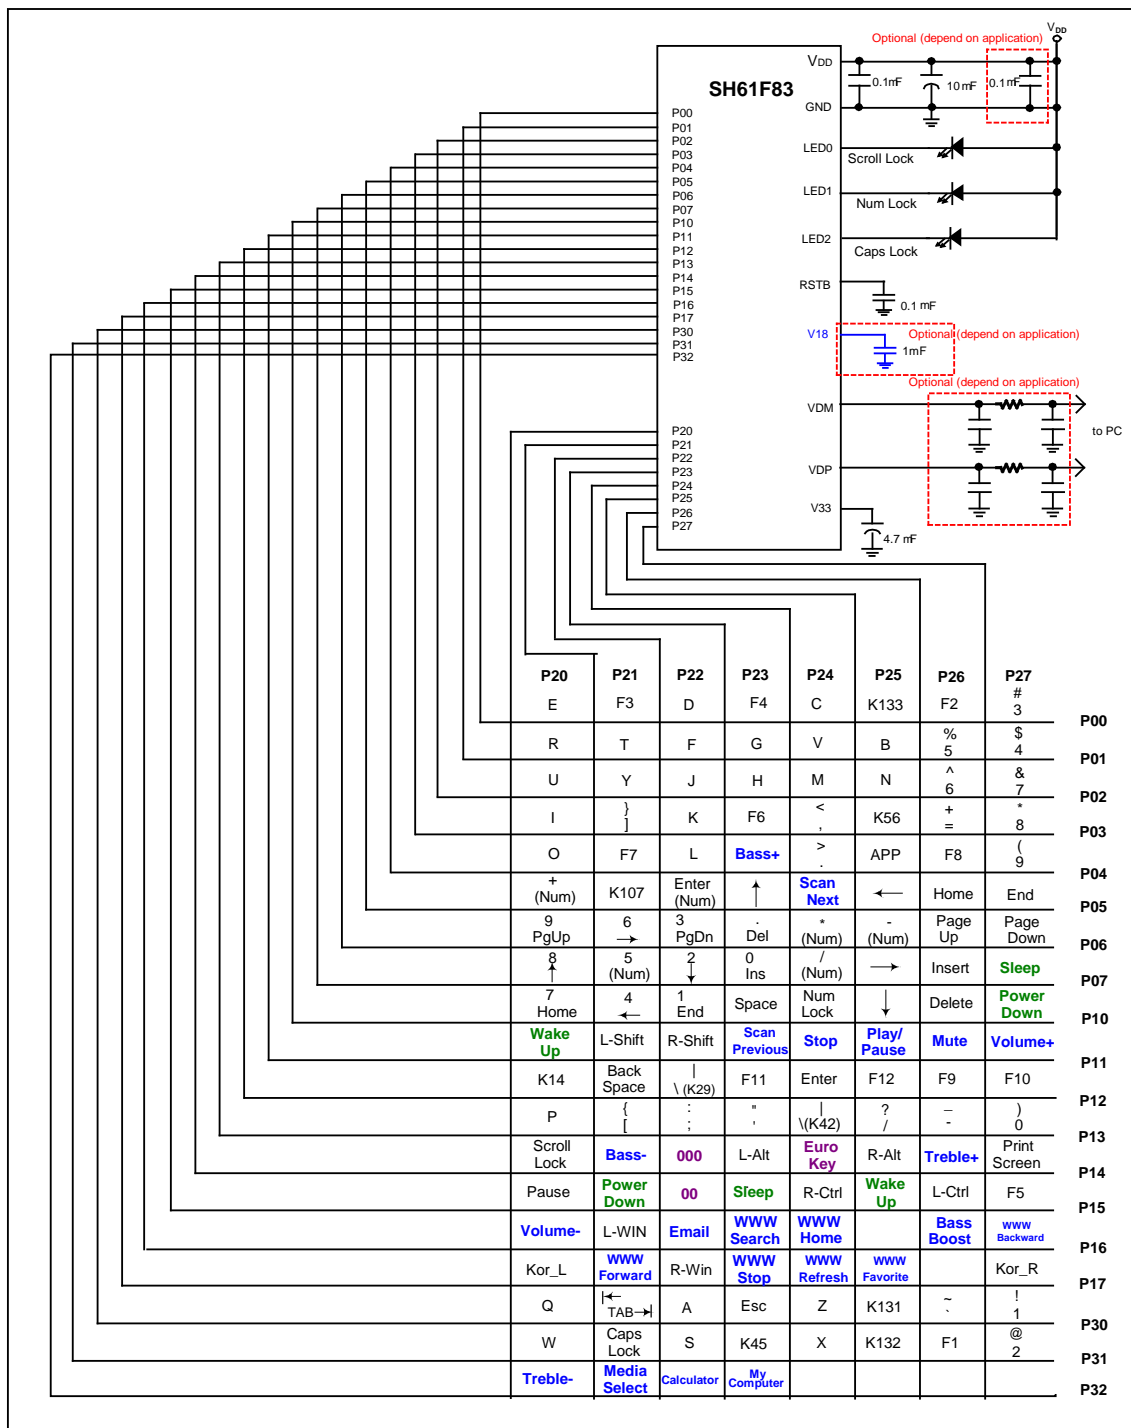 Optional (depend on application)
VDD
SH61F83
VDD
0.1mF
10mF
0.1mF
GND
LED0
Scroll Lock
LED1
Num Lock
LED2
Caps Lock
RSTB
0.1 mF
V18
Optional (depend on application)
1mF
Optional (depend on application)
VDM
to PC
VDP
V33
4.7 mF
P00
P01
P02
P03
P04
P05
P06
P07
P10
P11
P12
P13
P14
P15
P16
P17
P30
P31
P32
P20
P21
P22
P23
P24
P25
P26
P27
P20 P21 P22 P23 P24 P25 P26 P27
E F3 D F4 C K133 F2 # 3
P00
R T F G V B % 5 $ 4
P01
U Y J H M N ^ 6 & 7
P02
I } ] K F6 < , K56 + = * 8
P03
O F7 L Bass+ > . APP F8 ( 9
P04
+ (Num) K107 Enter (Num) ↑ Scan Next ← Home End
P05
9 PgUp 6 → 3 PgDn . Del * (Num) - (Num) Page Up Page Down
P06
8 ↑ 5 (Num) 2 ↓ 0 Ins / (Num) → Insert Sleep
P07
7 Home 4 ← 1 End Space Num Lock ↓ Delete Power Down
P10
Wake Up L-Shift R-Shift Scan Previous Stop Play/ Pause Mute Volume+
P11
K14 Back Space | \ (K29) F11 Enter F12 F9 F10
P12
P { [ : ; " ' | \(K42) ? / _ - ) 0
P13
Scroll Lock Bass- 000 L-Alt Euro Key R-Alt Treble+ Print Screen
P14
Pause Power Down 00 Sleep R-Ctrl Wake Up L-Ctrl F5
P15
Volume- L-WIN Email WWW Search WWW Home Bass Boost WWW Backward
P16
Kor_L WWW Forward R-Win WWW Stop WWW Refresh WWW Favorite Kor_R
P17
Q |← TAB→| A Esc Z K131 ~ ` ! 1
P30
W Caps Lock S K45 X K132 F1 @ 2
P31
Treble- Media Select Calculator My Computer
P32